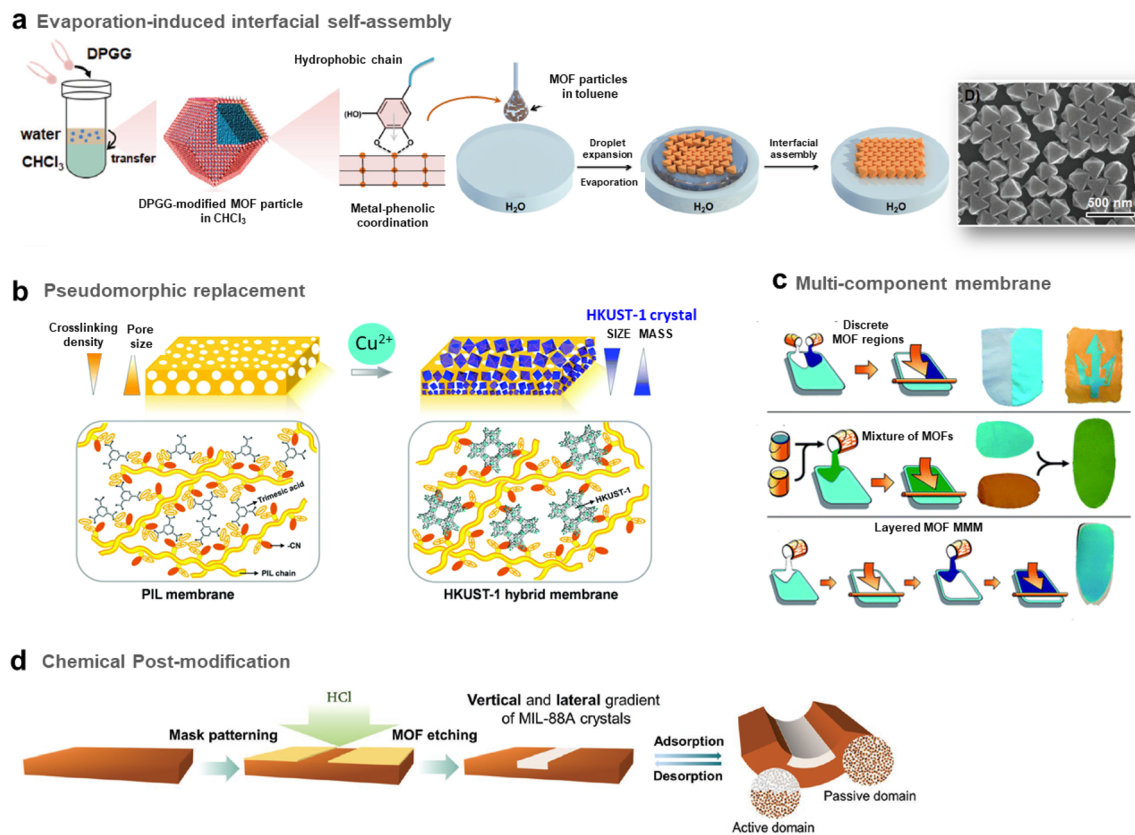 a Evaporation-induced interfacial self-assembly
DPGG
water
CHCl₃
transfer
DPGG-modified MOF particle
in CHCl₃
Hydrophobic chain
(HO)
O
O
Metal-phenolic
coordination
MOF particles
in toluene
H₂O
Droplet
expansion
Evaporation
H₂O
Interfacial
assembly
H₂O
D)
500 nm
b Pseudomorphic replacement
Crosslinking
density
Pore
size
Cu²⁺
HKUST-1 crystal
SIZE MASS
Trimesic acid
-CN
PIL chain
PIL membrane
HKUST-1
HKUST-1 hybrid membrane
c Multi-component membrane
Discrete
MOF regions
Mixture of MOFs
Layered MOF MMM
d Chemical Post-modification
Mask patterning
HCl
MOF etching
Vertical and lateral gradient
of MIL-88A crystals
Adsorption
Desorption
Passive domain
Active domain